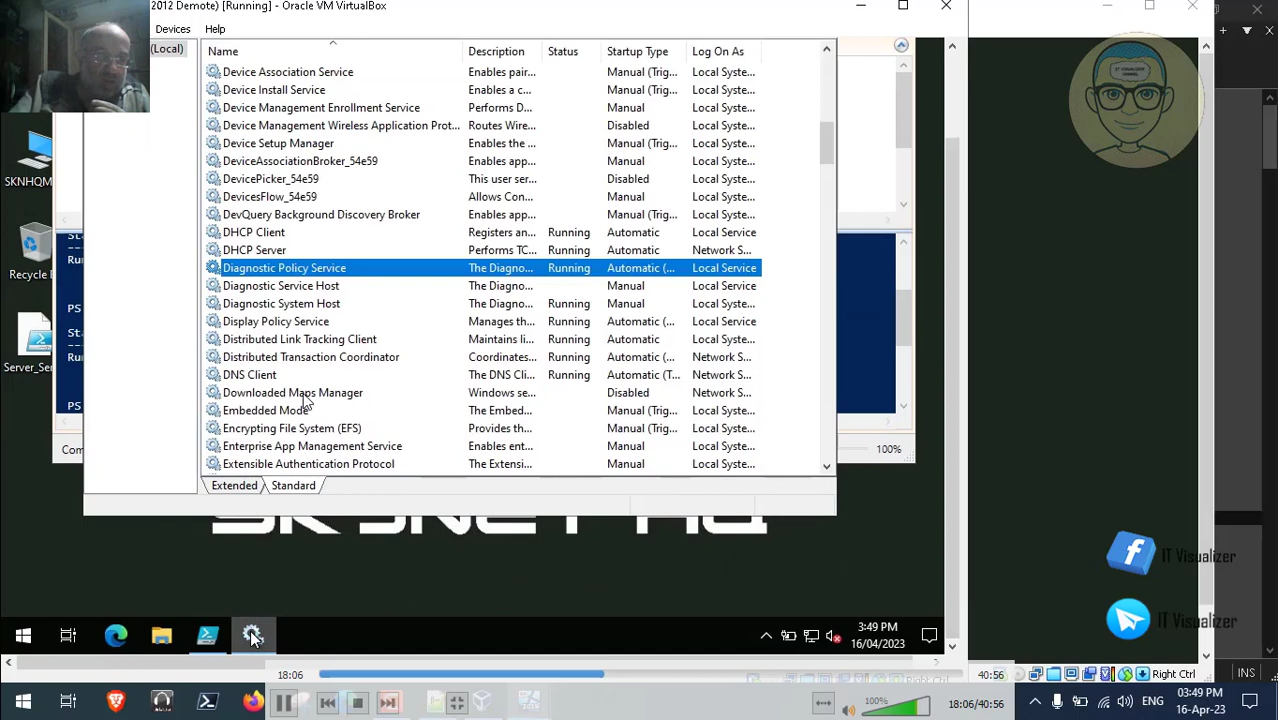 2012 Demote) [Running] - Oracle VM VirtualBox
Devices Help
(Local)
Name Description Status Startup Type Log On As
Device Association Service Enables pair... Manual (Trig... Local Syste...
Device Install Service Enables a c... Manual (Trig... Local Syste...
Device Management Enrollment Service Performs D... Manual Local Syste...
Device Management Wireless Application Prot... Routes Wire... Disabled Local Syste...
Device Setup Manager Enables the ... Manual (Trig... Local Syste...
DeviceAssociationBroker_54e59 Enables app... Manual Local Syste...
DevicePicker_54e59 This user ser... Disabled Local Syste...
DevicesFlow_54e59 Allows Con... Manual Local Syste...
DevQuery Background Discovery Broker Enables app... Manual (Trig... Local Syste...
DHCP Client Registers an... Running Automatic Local Service
DHCP Server Performs TC... Running Automatic Network S...
Diagnostic Policy Service The Diagno... Running Automatic (... Local Service
Diagnostic Service Host The Diagno... Manual Local Service
Diagnostic System Host The Diagno... Running Manual Local Syste...
Display Policy Service Manages th... Running Automatic (... Local Service
Distributed Link Tracking Client Maintains li... Running Automatic Local Syste...
Distributed Transaction Coordinator Coordinates... Running Automatic (... Network S...
DNS Client The DNS Cli... Running Automatic (T... Network S...
Downloaded Maps Manager Windows se... Disabled Network S...
Embedded Mode The Embed... Manual (Trig... Local Syste...
Encrypting File System (EFS) Provides th... Manual (Trig... Local Syste...
Enterprise App Management Service Enables ent... Manual Local Syste...
Extensible Authentication Protocol The Extensi... Manual Local Syste...
Extended Standard
SKNHQM
Recycle
Server_Se
PS
PS
Com
100%
IT VISUALIZER
CHANNEL
SKYNET HQ
IT Visualizer
IT Visualizer
3:49 PM
16/04/2023
18:06 40:56
Right Ctrl
Right Ctrl
INS
100%
18:06/40:56
ENG
03:49 PM
16-Apr-23